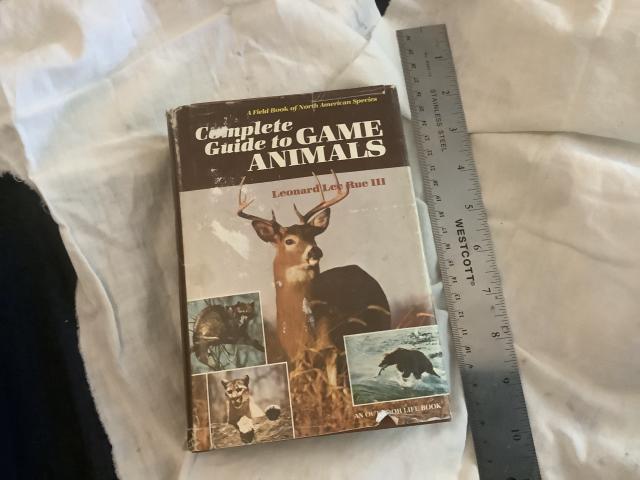 A Field Book of North American Species
Complete
Guide to GAME
ANIMALS
Leonard Lee Rue III
AN OUTDOOR LIFE BOOK
STAINLESS STEEL
WESTCOTT®
1
2
3
4
5
6
7
8
9
10